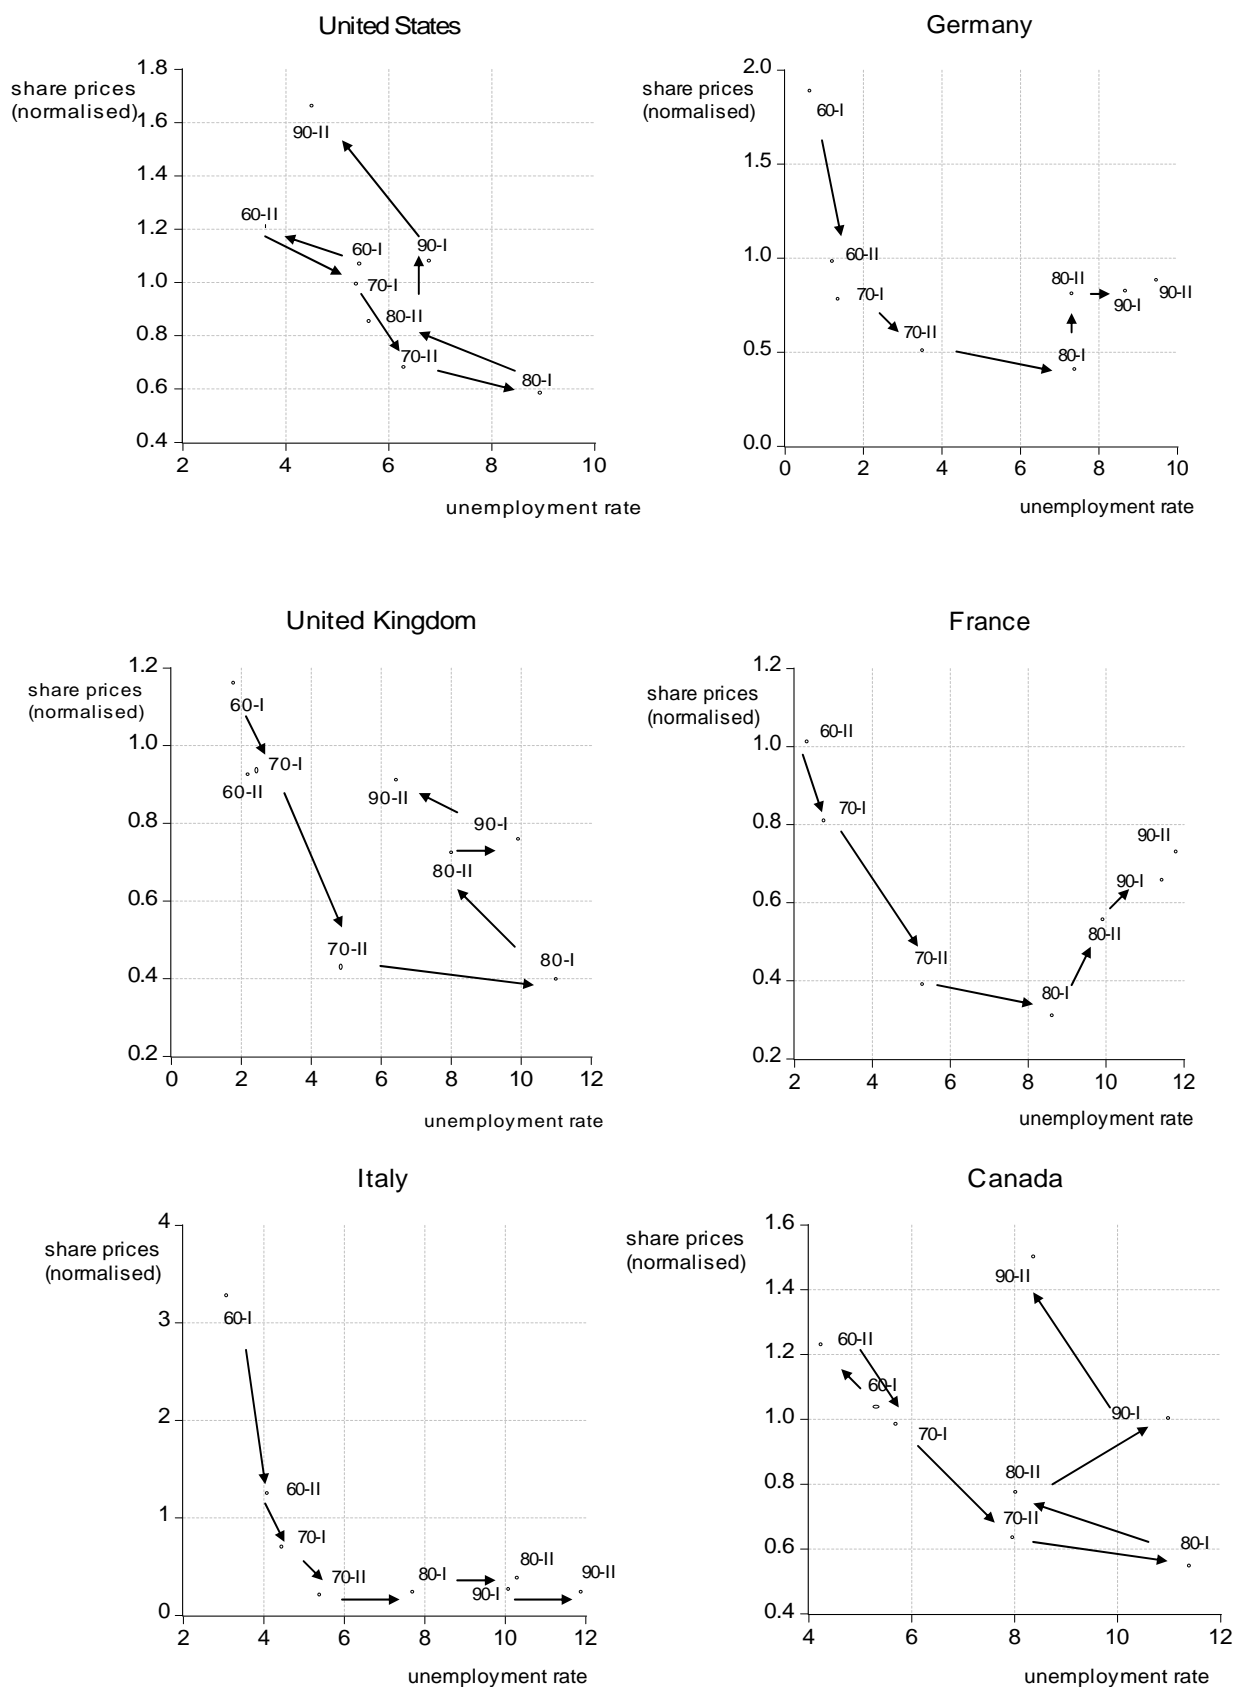 United States
share prices
(normalised)
1.8
1.6
1.4
1.2
1.0
0.8
0.6
0.4
90-II
60-II
60-I
90-I
70-I
80-II
70-II
80-I
2 4 6 8 10
unemployment rate
Germany
share prices
(normalised)
2.0
1.5
1.0
0.5
0.0
60-I
60-II
70-I
80-II
90-II
90-I
70-II
80-I
0 2 4 6 8 10
unemployment rate
United Kingdom
share prices
(normalised)
1.2
1.0
0.8
0.6
0.4
0.2
60-I
70-I
60-II
90-II
90-I
80-II
70-II
80-I
0 2 4 6 8 10 12
unemployment rate
France
share prices
(normalised)
1.2
1.0
0.8
0.6
0.4
0.2
60-II
70-I
90-II
90-I
80-II
70-II
80-I
2 4 6 8 10 12
unemployment rate
Italy
share prices
(normalised)
4
3
2
1
0
60-I
60-II
70-I
70-II
80-I
80-II
90-I
90-II
2 4 6 8 10 12
unemployment rate
Canada
share prices
(normalised)
1.6
1.4
1.2
1.0
0.8
0.6
0.4
90-II
60-II
60-I
90-I
70-I
80-II
70-II
80-I
4 6 8 10 12
unemployment rate